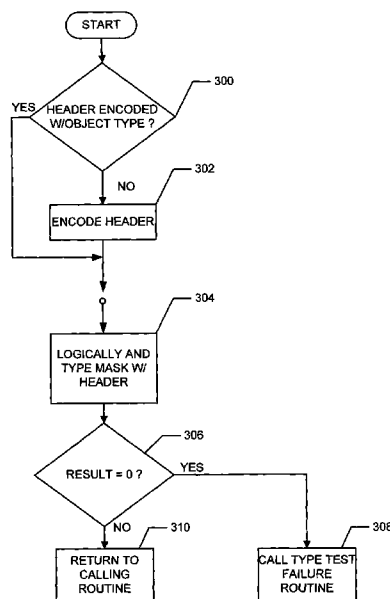 START
300
YES
HEADER ENCODED
W/OBJECT TYPE ?
302
NO
ENCODE HEADER
304
LOGICALLY AND
TYPE MASK W/
HEADER
306
RESULT = 0 ?
YES
NO
310
308
RETURN TO
CALLING
ROUTINE
CALL TYPE TEST
FAILURE
ROUTINE